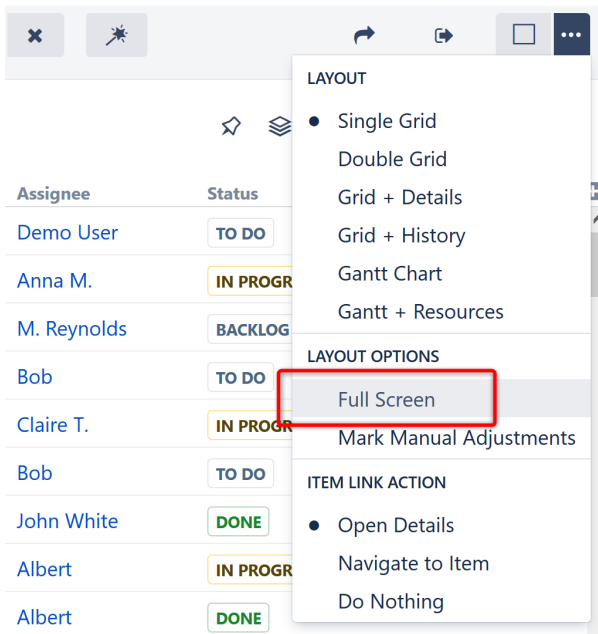 LAYOUT
Single Grid
Double Grid
Grid + Details
Grid + History
Gantt Chart
Gantt + Resources
LAYOUT OPTIONS
Full Screen
Mark Manual Adjustments
ITEM LINK ACTION
Open Details
Navigate to Item
Do Nothing
Assignee Status
Demo User TO DO
Anna M. IN PROGR
M. Reynolds BACKLOG
Bob TO DO
Claire T. IN PROGR
Bob TO DO
John White DONE
Albert IN PROGR
Albert DONE